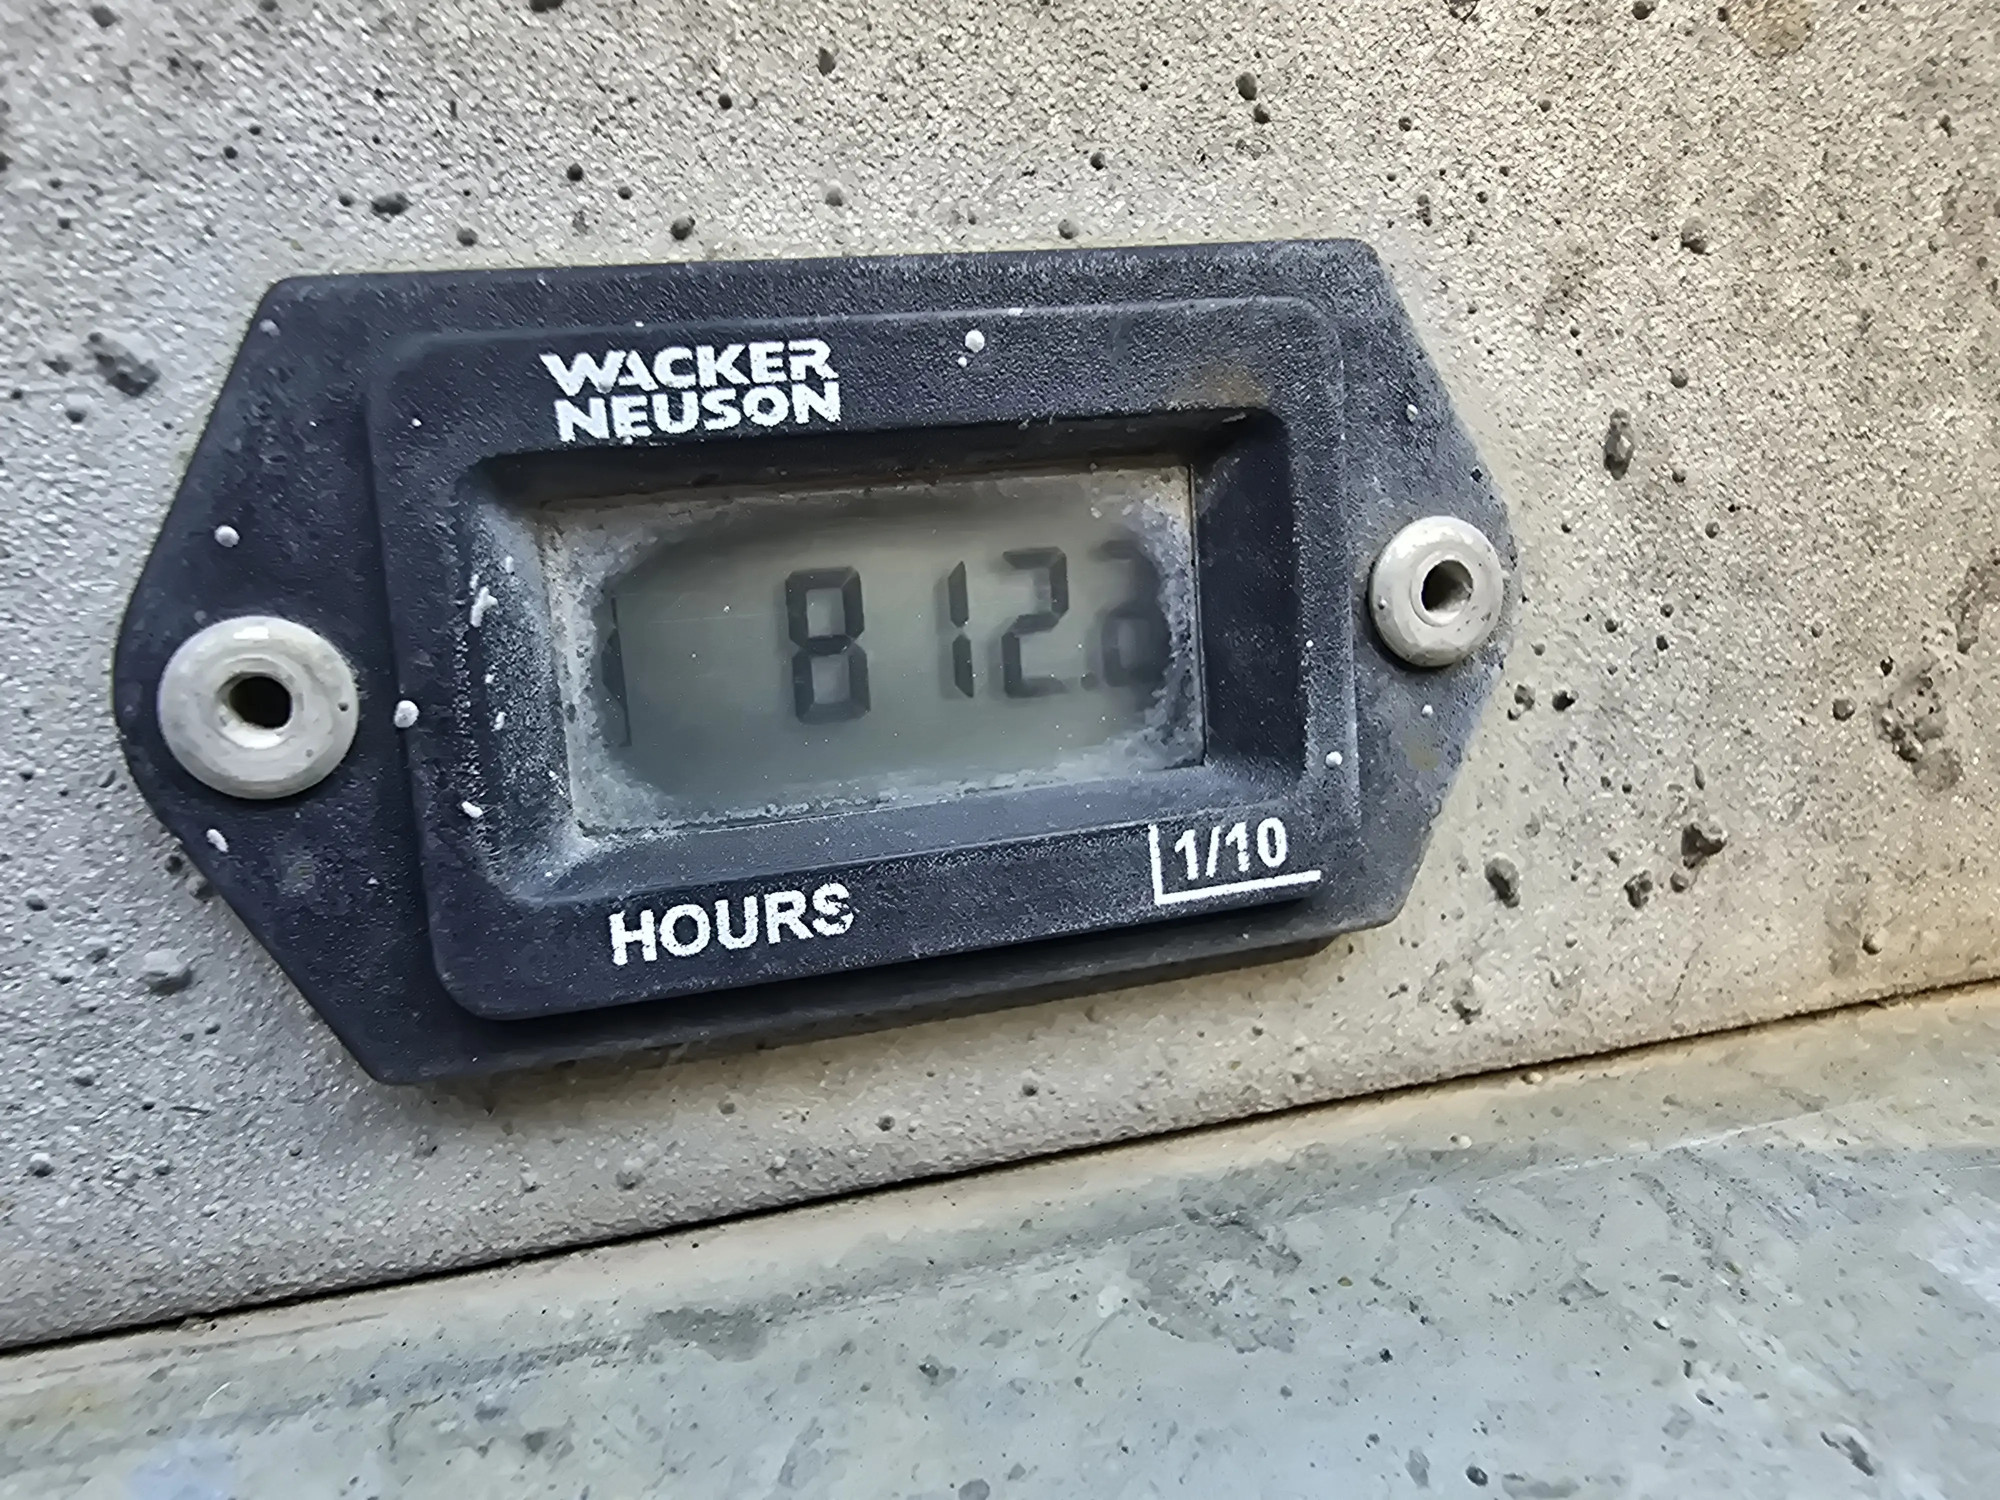 WACKER
NEUSON
812.
HOURS
1/10